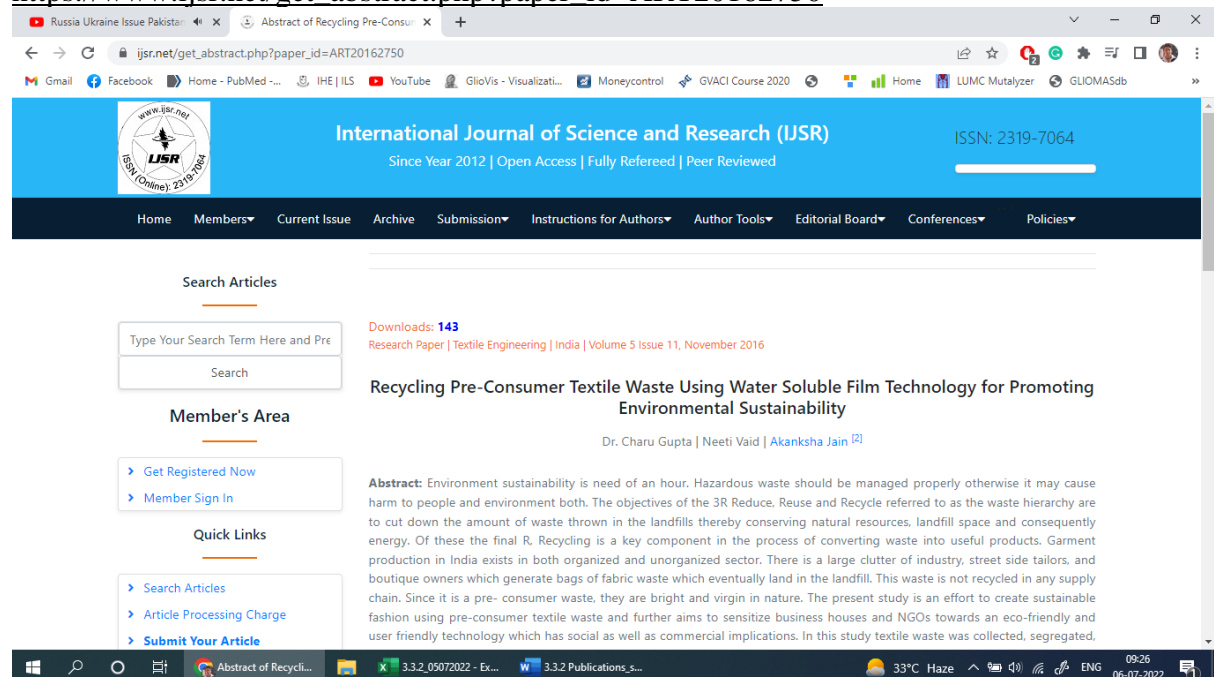 https://www.ijsr.net/get_abstract.php?paper_id=ART20162750
Russia Ukraine Issue Pakistan
Abstract of Recycling Pre-Consum
ijsr.net/get_abstract.php?paper_id=ART20162750
Gmail
Facebook
Home - PubMed -...
IHE | ILS
YouTube
GlioVis - Visualizati...
Moneycontrol
GVACI Course 2020
Home
LUMC Mutalyzer
GLIOMASdb
»
www.ijsr.net
IJSR
ISSN (Online): 2319-7064
International Journal of Science and Research (IJSR)
Since Year 2012 | Open Access | Fully Refereed | Peer Reviewed
ISSN: 2319-7064
Home Members Current Issue Archive Submission Instructions for Authors Author Tools Editorial Board Conferences Policies
Search Articles
Type Your Search Term Here and Pre
Search
Member's Area
Get Registered Now
Member Sign In
Quick Links
Search Articles
Article Processing Charge
Submit Your Article
Downloads: 143
Research Paper | Textile Engineering | India | Volume 5 Issue 11, November 2016
Recycling Pre-Consumer Textile Waste Using Water Soluble Film Technology for Promoting
Environmental Sustainability
Dr. Charu Gupta | Neeti Vaid | Akanksha Jain [2]
Abstract: Environment sustainability is need of an hour. Hazardous waste should be managed properly otherwise it may cause
harm to people and environment both. The objectives of the 3R Reduce, Reuse and Recycle referred to as the waste hierarchy are
to cut down the amount of waste thrown in the landfills thereby conserving natural resources, landfill space and consequently
energy. Of these the final R, Recycling is a key component in the process of converting waste into useful products. Garment
production in India exists in both organized and unorganized sector. There is a large clutter of industry, street side tailors, and
boutique owners which generate bags of fabric waste which eventually land in the landfill. This waste is not recycled in any supply
chain. Since it is a pre- consumer waste, they are bright and virgin in nature. The present study is an effort to create sustainable
fashion using pre-consumer textile waste and further aims to sensitize business houses and NGOs towards an eco-friendly and
user friendly technology which has social as well as commercial implications. In this study textile waste was collected, segregated,
Abstract of Recycli...
3.3.2_05072022 - Ex...
3.3.2 Publications_s...
33°C Haze
ENG
09:26
06-07-2022